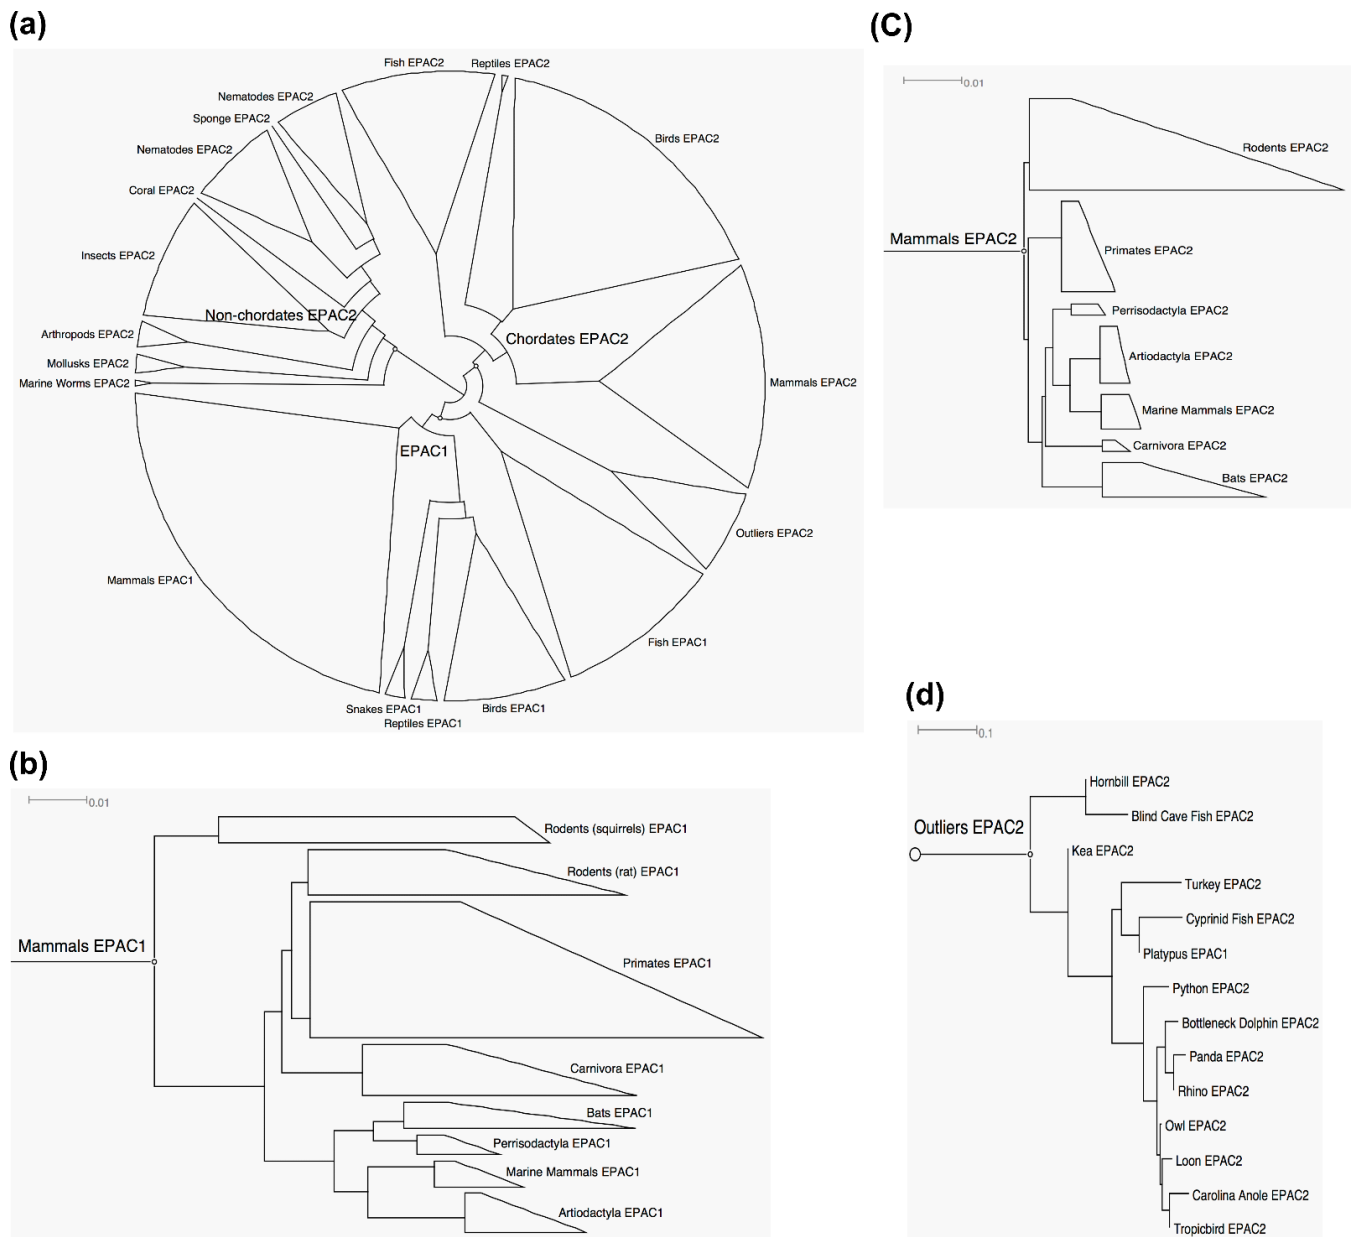 (a)
Fish EPAC2
Reptiles EPAC2
Nematodes EPAC2
Sponge EPAC2
Birds EPAC2
Nematodes EPAC2
Coral EPAC2
Insects EPAC2
Non-chordates EPAC2
Arthropods EPAC2
Chordates EPAC2
Mollusks EPAC2
Marine Worms EPAC2
Mammals EPAC2
EPAC1
Outliers EPAC2
Mammals EPAC1
Fish EPAC1
Snakes EPAC1
Birds EPAC1
Reptiles EPAC1
(C)
0.01
Rodents EPAC2
Mammals EPAC2
Primates EPAC2
Perrisodactyla EPAC2
Artiodactyla EPAC2
Marine Mammals EPAC2
Carnivora EPAC2
Bats EPAC2
(b)
0.01
Rodents (squirrels) EPAC1
Rodents (rat) EPAC1
Mammals EPAC1
Primates EPAC1
Carnivora EPAC1
Bats EPAC1
Perrisodactyla EPAC1
Marine Mammals EPAC1
Artiodactyla EPAC1
(d)
0.1
Hornbill EPAC2
Blind Cave Fish EPAC2
Outliers EPAC2
Kea EPAC2
Turkey EPAC2
Cyprinid Fish EPAC2
Platypus EPAC1
Python EPAC2
Bottleneck Dolphin EPAC2
Panda EPAC2
Rhino EPAC2
Owl EPAC2
Loon EPAC2
Carolina Anole EPAC2
Tropicbird EPAC2